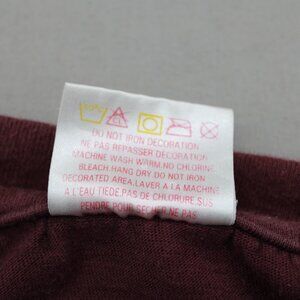 DO NOT IRON DECORATION
NE PAS REPASSER DECORATION
MACHINE WASH WARM.NO CHLORINE
BLEACH.HANG DRY DO NOT IRON
DECORATED AREA.LAVER A LA MACHINE
A L'EAU TIEDE.PAS DE CHLORURE.SUS
PENDRE POUR SECHER NE PAS